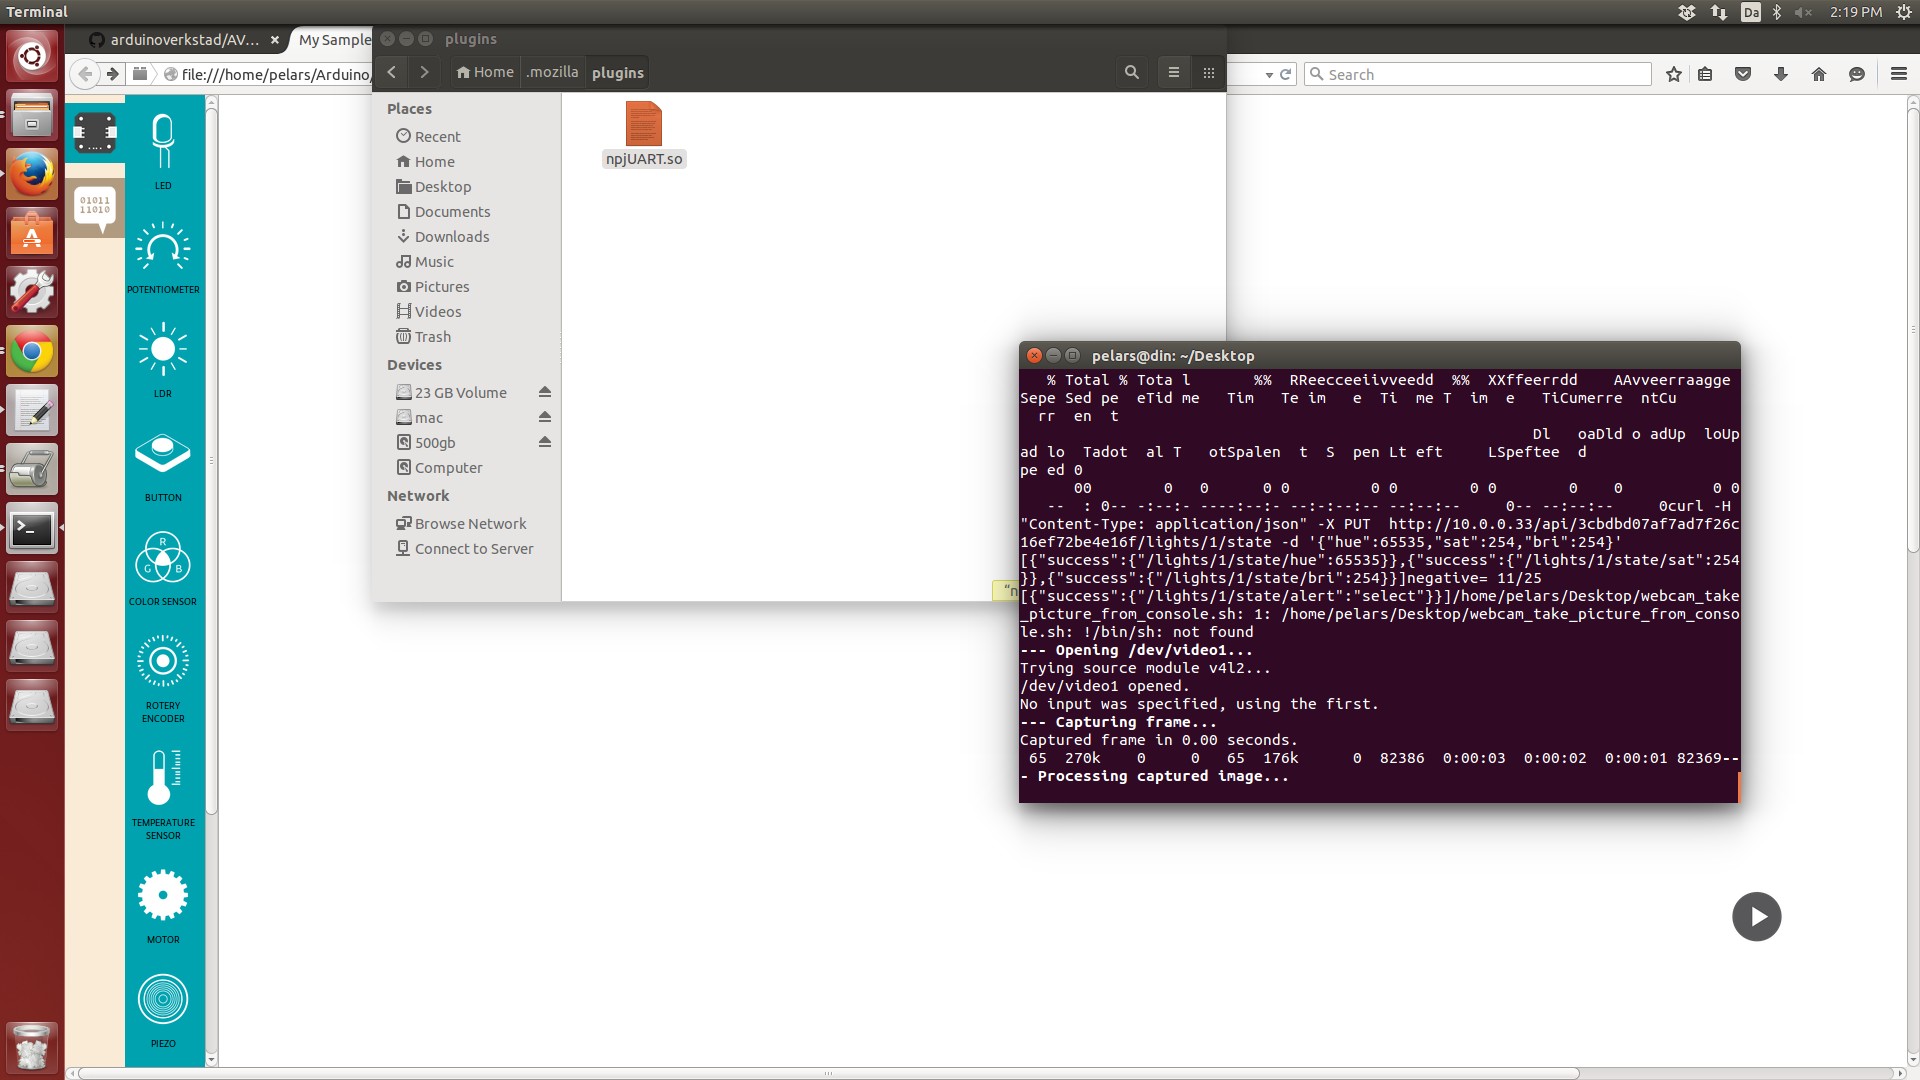 Terminal
Da
2:19 PM
arduinoverkstad/AV...
My Sample
file:///home/pelars/Arduino/
Search
plugins
Home
.mozilla
plugins
Places
Recent
Home
Desktop
Documents
Downloads
Music
Pictures
Videos
Trash
Devices
23 GB Volume
mac
500gb
Computer
Network
Browse Network
Connect to Server
npjUART.so
“n
01011
11010
LED
POTENTIOMETER
LDR
BUTTON
R
G B
COLOR SENSOR
ROTERY
ENCODER
TEMPERATURE
SENSOR
MOTOR
PIEZO
pelars@din: ~/Desktop
% Total % Tota l %% RReecceeiivveedd %% XXffeerrdd AAvveerraagge
Sepe Sed pe eTid me Tim Te im e Ti me T im e TiCumerre ntCu
rr en t
Dl oaDld o adUp loUp
ad lo Tadot al T otSpalen t S pen Lt eft LSpeftee d
pe ed 0
00 0 0 0 0 0 0 0 0 0 0 0 0
-- : 0-- -:--:- ----:--:- --:--:--:-- --:--:-- 0-- --:--:-- 0curl -H
"Content-Type: application/json" -X PUT http://10.0.0.33/api/3cbdbd07af7ad7f26c
16ef72be4e16f/lights/1/state -d '{"hue":65535,"sat":254,"bri":254}'
[{"success":{"/lights/1/state/hue":65535}},{"success":{"/lights/1/state/sat":254
}},{"success":{"/lights/1/state/bri":254}}]negative= 11/25
[{"success":{"/lights/1/state/alert":"select"}}]/home/pelars/Desktop/webcam_take
_picture_from_console.sh: 1: /home/pelars/Desktop/webcam_take_picture_from_conso
le.sh: !/bin/sh: not found
--- Opening /dev/video1...
Trying source module v4l2...
/dev/video1 opened.
No input was specified, using the first.
--- Capturing frame...
Captured frame in 0.00 seconds.
65 270k 0 0 65 176k 0 82386 0:00:03 0:00:02 0:00:01 82369--
- Processing captured image...